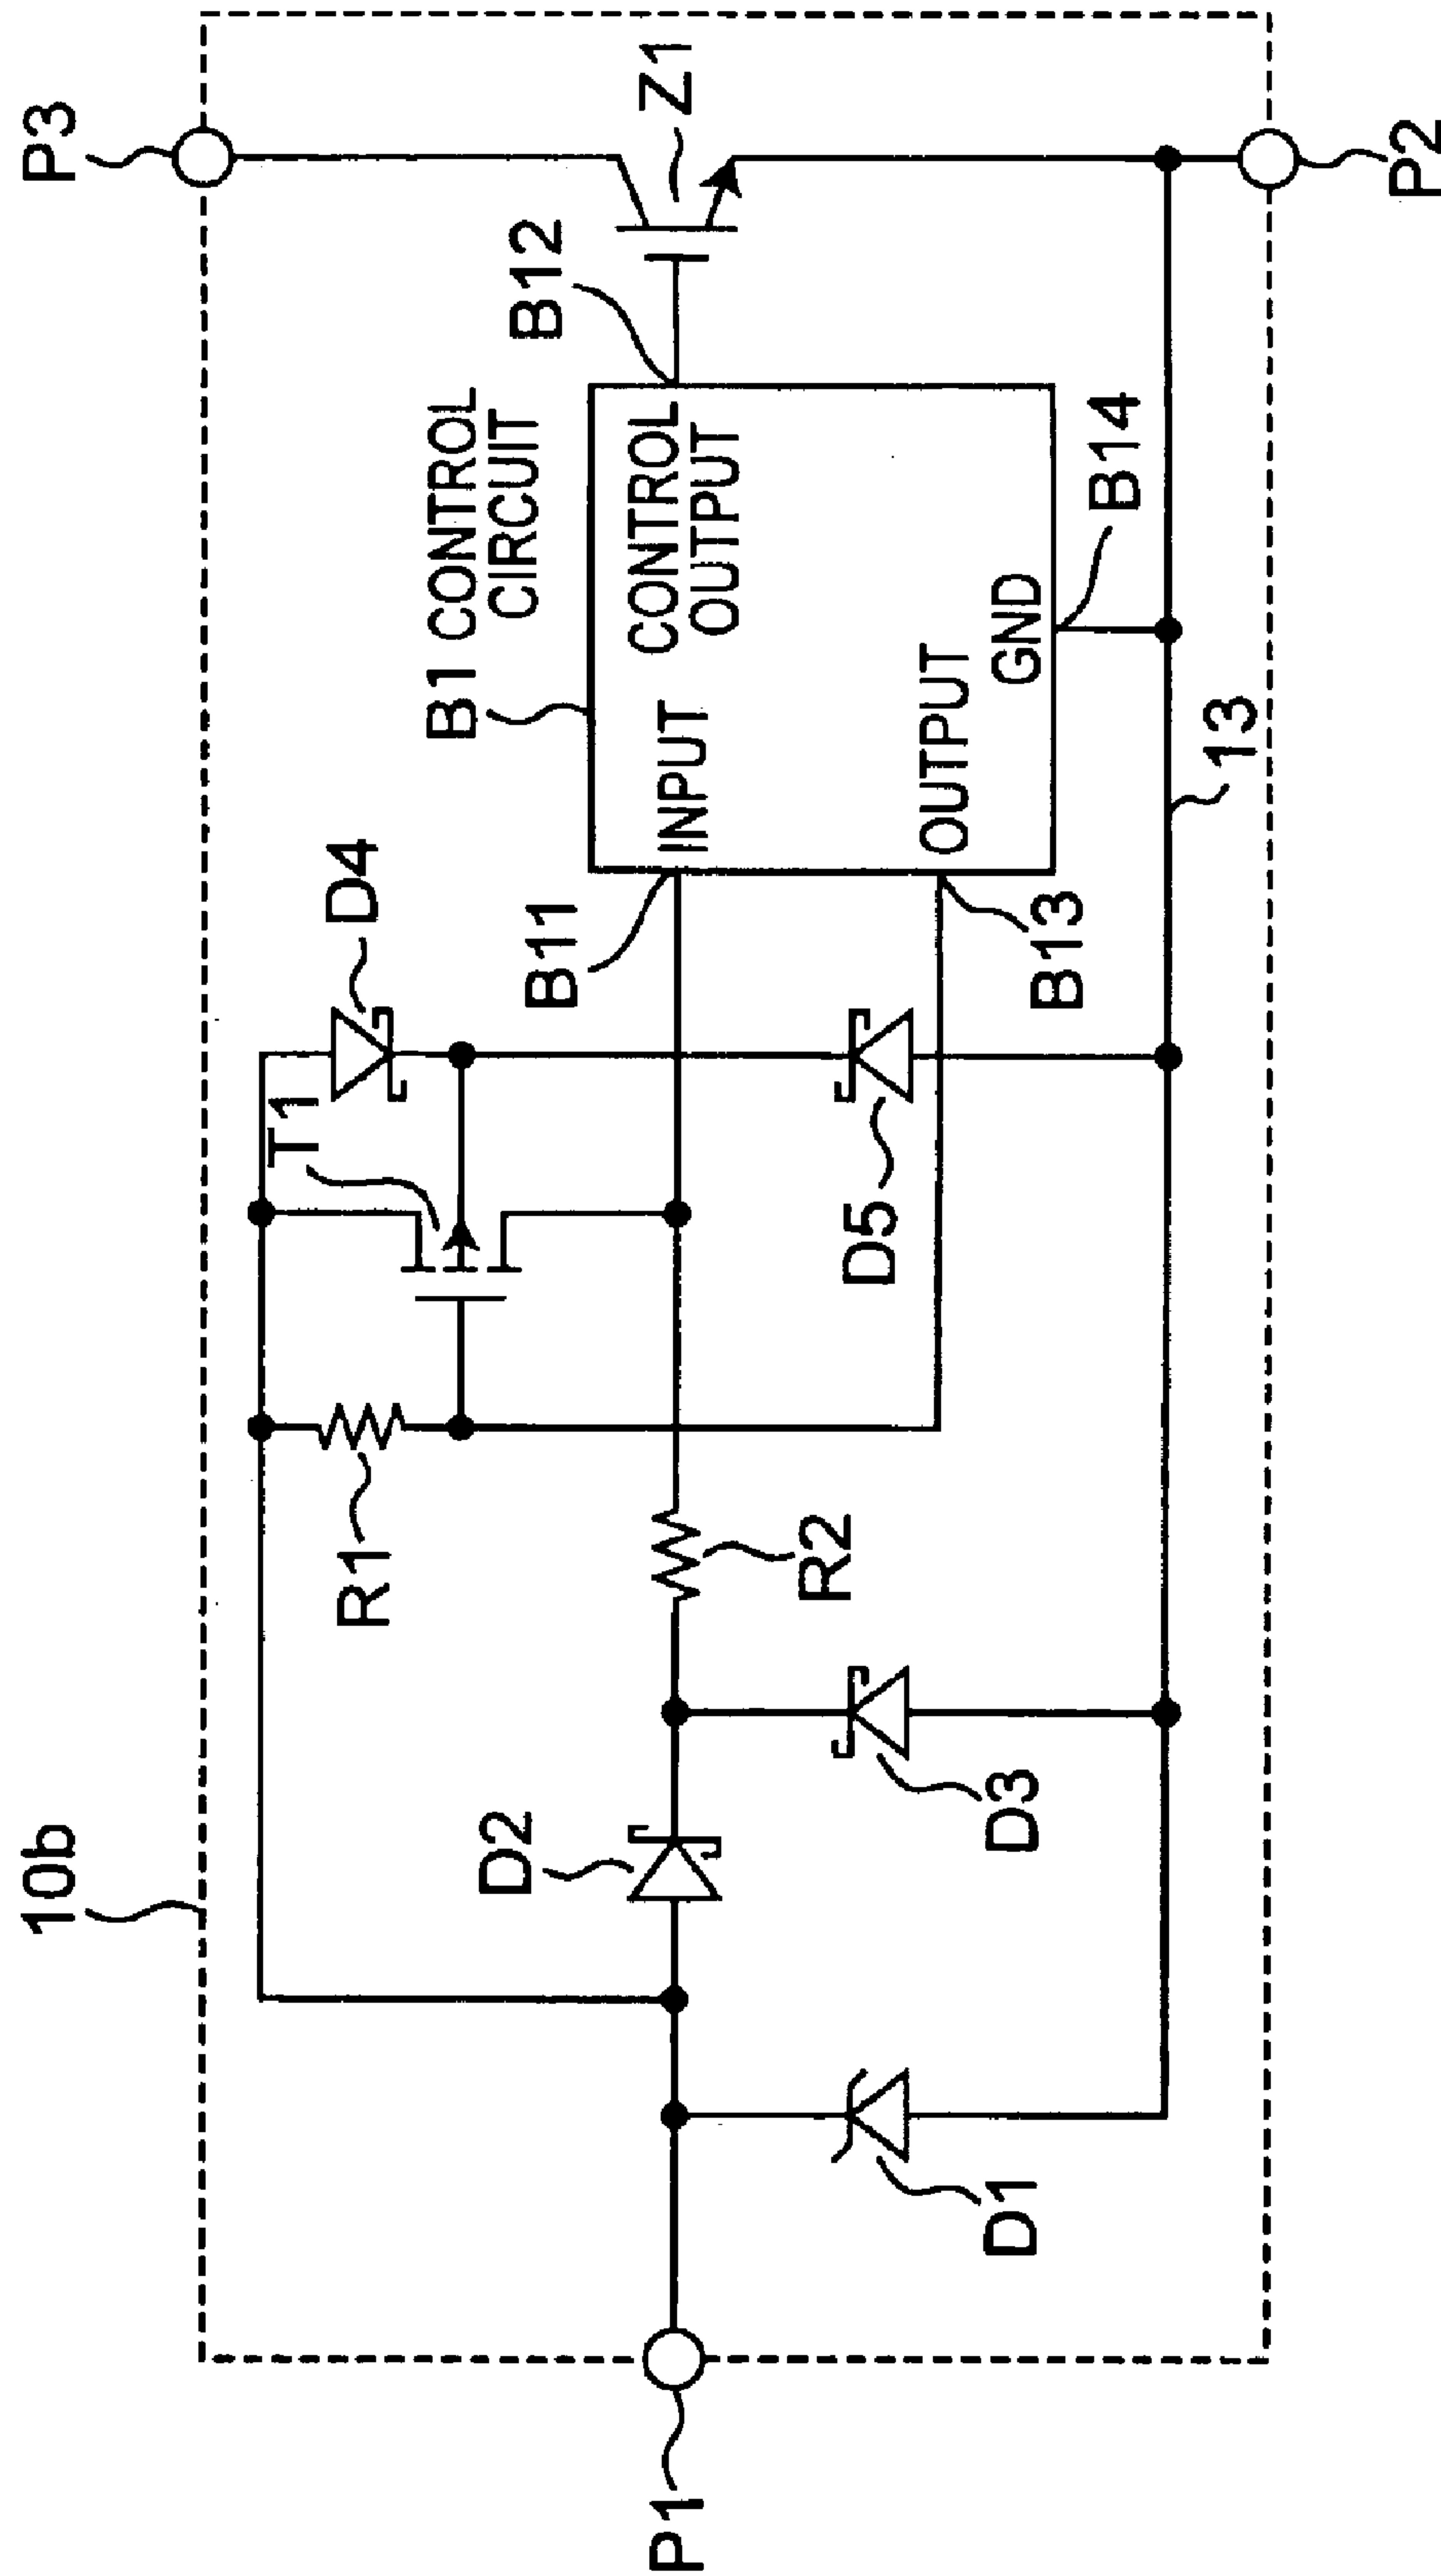 10b
P3
Z1
B12
B1 CONTROL
CIRCUIT
D4
T1
R1
B11
INPUT
CONTROL
OUTPUT
D2
R2
P1
D5
OUTPUT
GND
B13
B14
D3
D1
13
P2